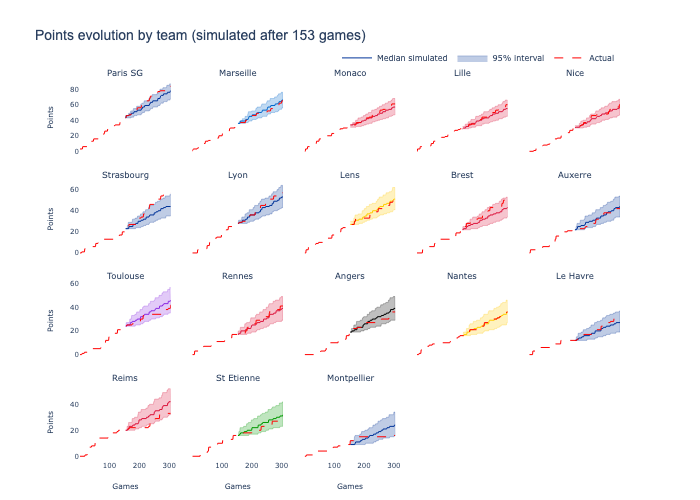 Points evolution by team (simulated after 153 games)
Median simulated 95% interval Actual
Paris SG Marseille Monaco Lille Nice
80
60
40
20
0
Points
Strasbourg Lyon Lens Brest Auxerre
60
40
20
0
Points
Toulouse Rennes Angers Nantes Le Havre
60
40
20
0
Points
Reims St Etienne Montpellier
40
20
0
Points
100 200 300 100 200 300 100 200 300
Games Games Games